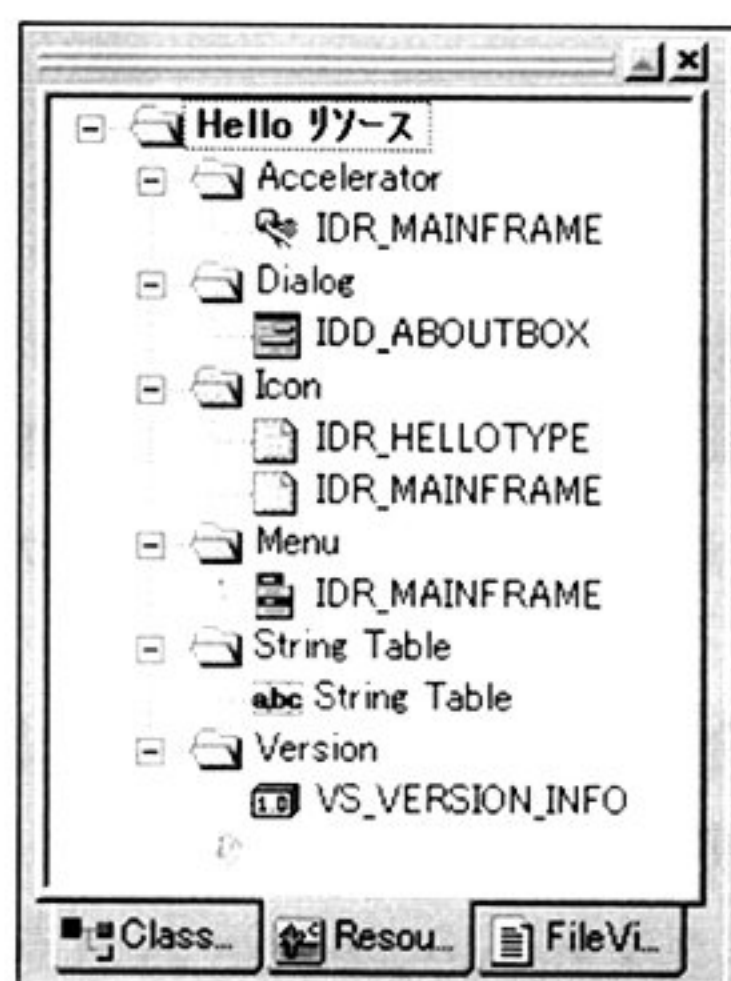 Hello リソース
Accelerator
IDR_MAINFRAME
Dialog
IDD_ABOUTBOX
Icon
IDR_HELLOTYPE
IDR_MAINFRAME
Menu
IDR_MAINFRAME
String Table
abc String Table
Version
1.0 VS_VERSION_INFO
Class... Resou... FileVi...